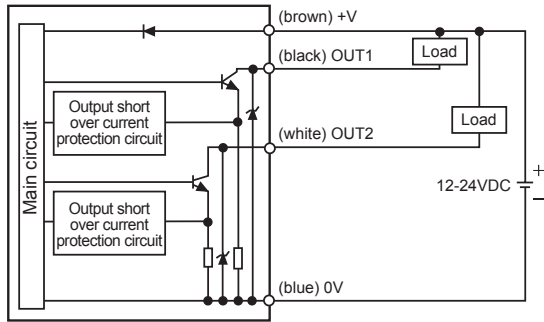 (brown) +V
(black) OUT1
Load
Output short
over current
protection circuit
Main circuit
(white) OUT2
Load
12-24VDC
+
−
Output short
over current
protection circuit
(blue) 0V